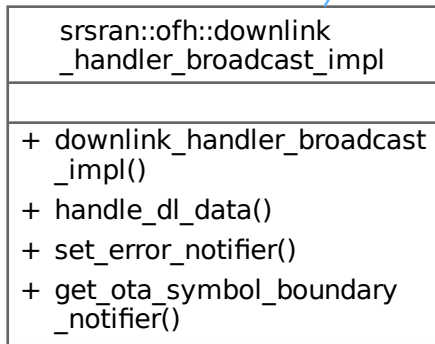 srsran::ofh::downlink
_handler_broadcast_impl
+ downlink_handler_broadcast
_impl()
+ handle_dl_data()
+ set_error_notifier()
+ get_ota_symbol_boundary
_notifier()